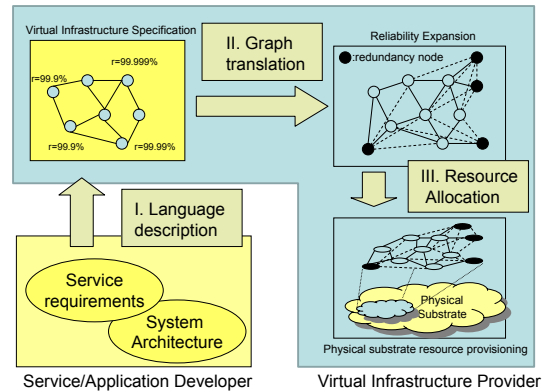 Virtual Infrastructure Specification
r=99.999%
r=99.9%
r=99.9%
r=99.99%
II. Graph
translation
Reliability Expansion
:redundancy node
I. Language
description
III. Resource
Allocation
Service
requirements
System
Architecture
Physical
Substrate
Physical substrate resource provisioning
Service/Application Developer
Virtual Infrastructure Provider